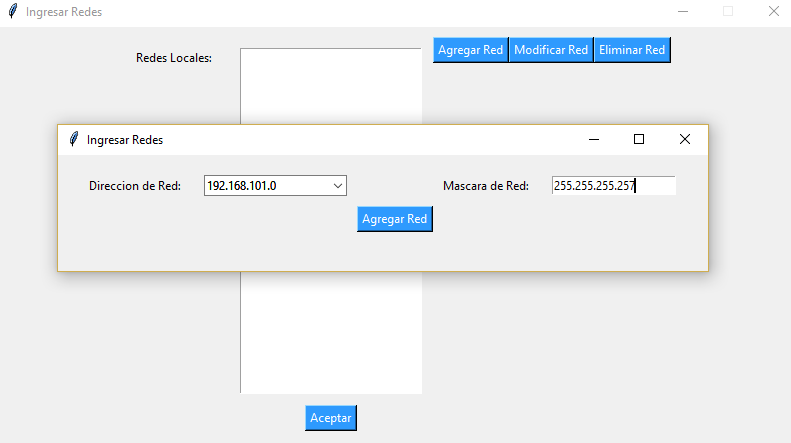 Ingresar Redes
Redes Locales:
Agregar Red Modificar Red Eliminar Red
Ingresar Redes
Direccion de Red: 192.168.101.0 Mascara de Red: 255.255.255.257
Agregar Red
Aceptar